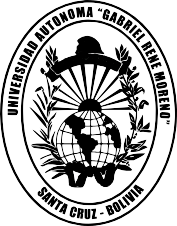 UNIVERSIDAD AUTONOMA "GABRIEL RENE MORENO"
SANTA CRUZ - BOLIVIA